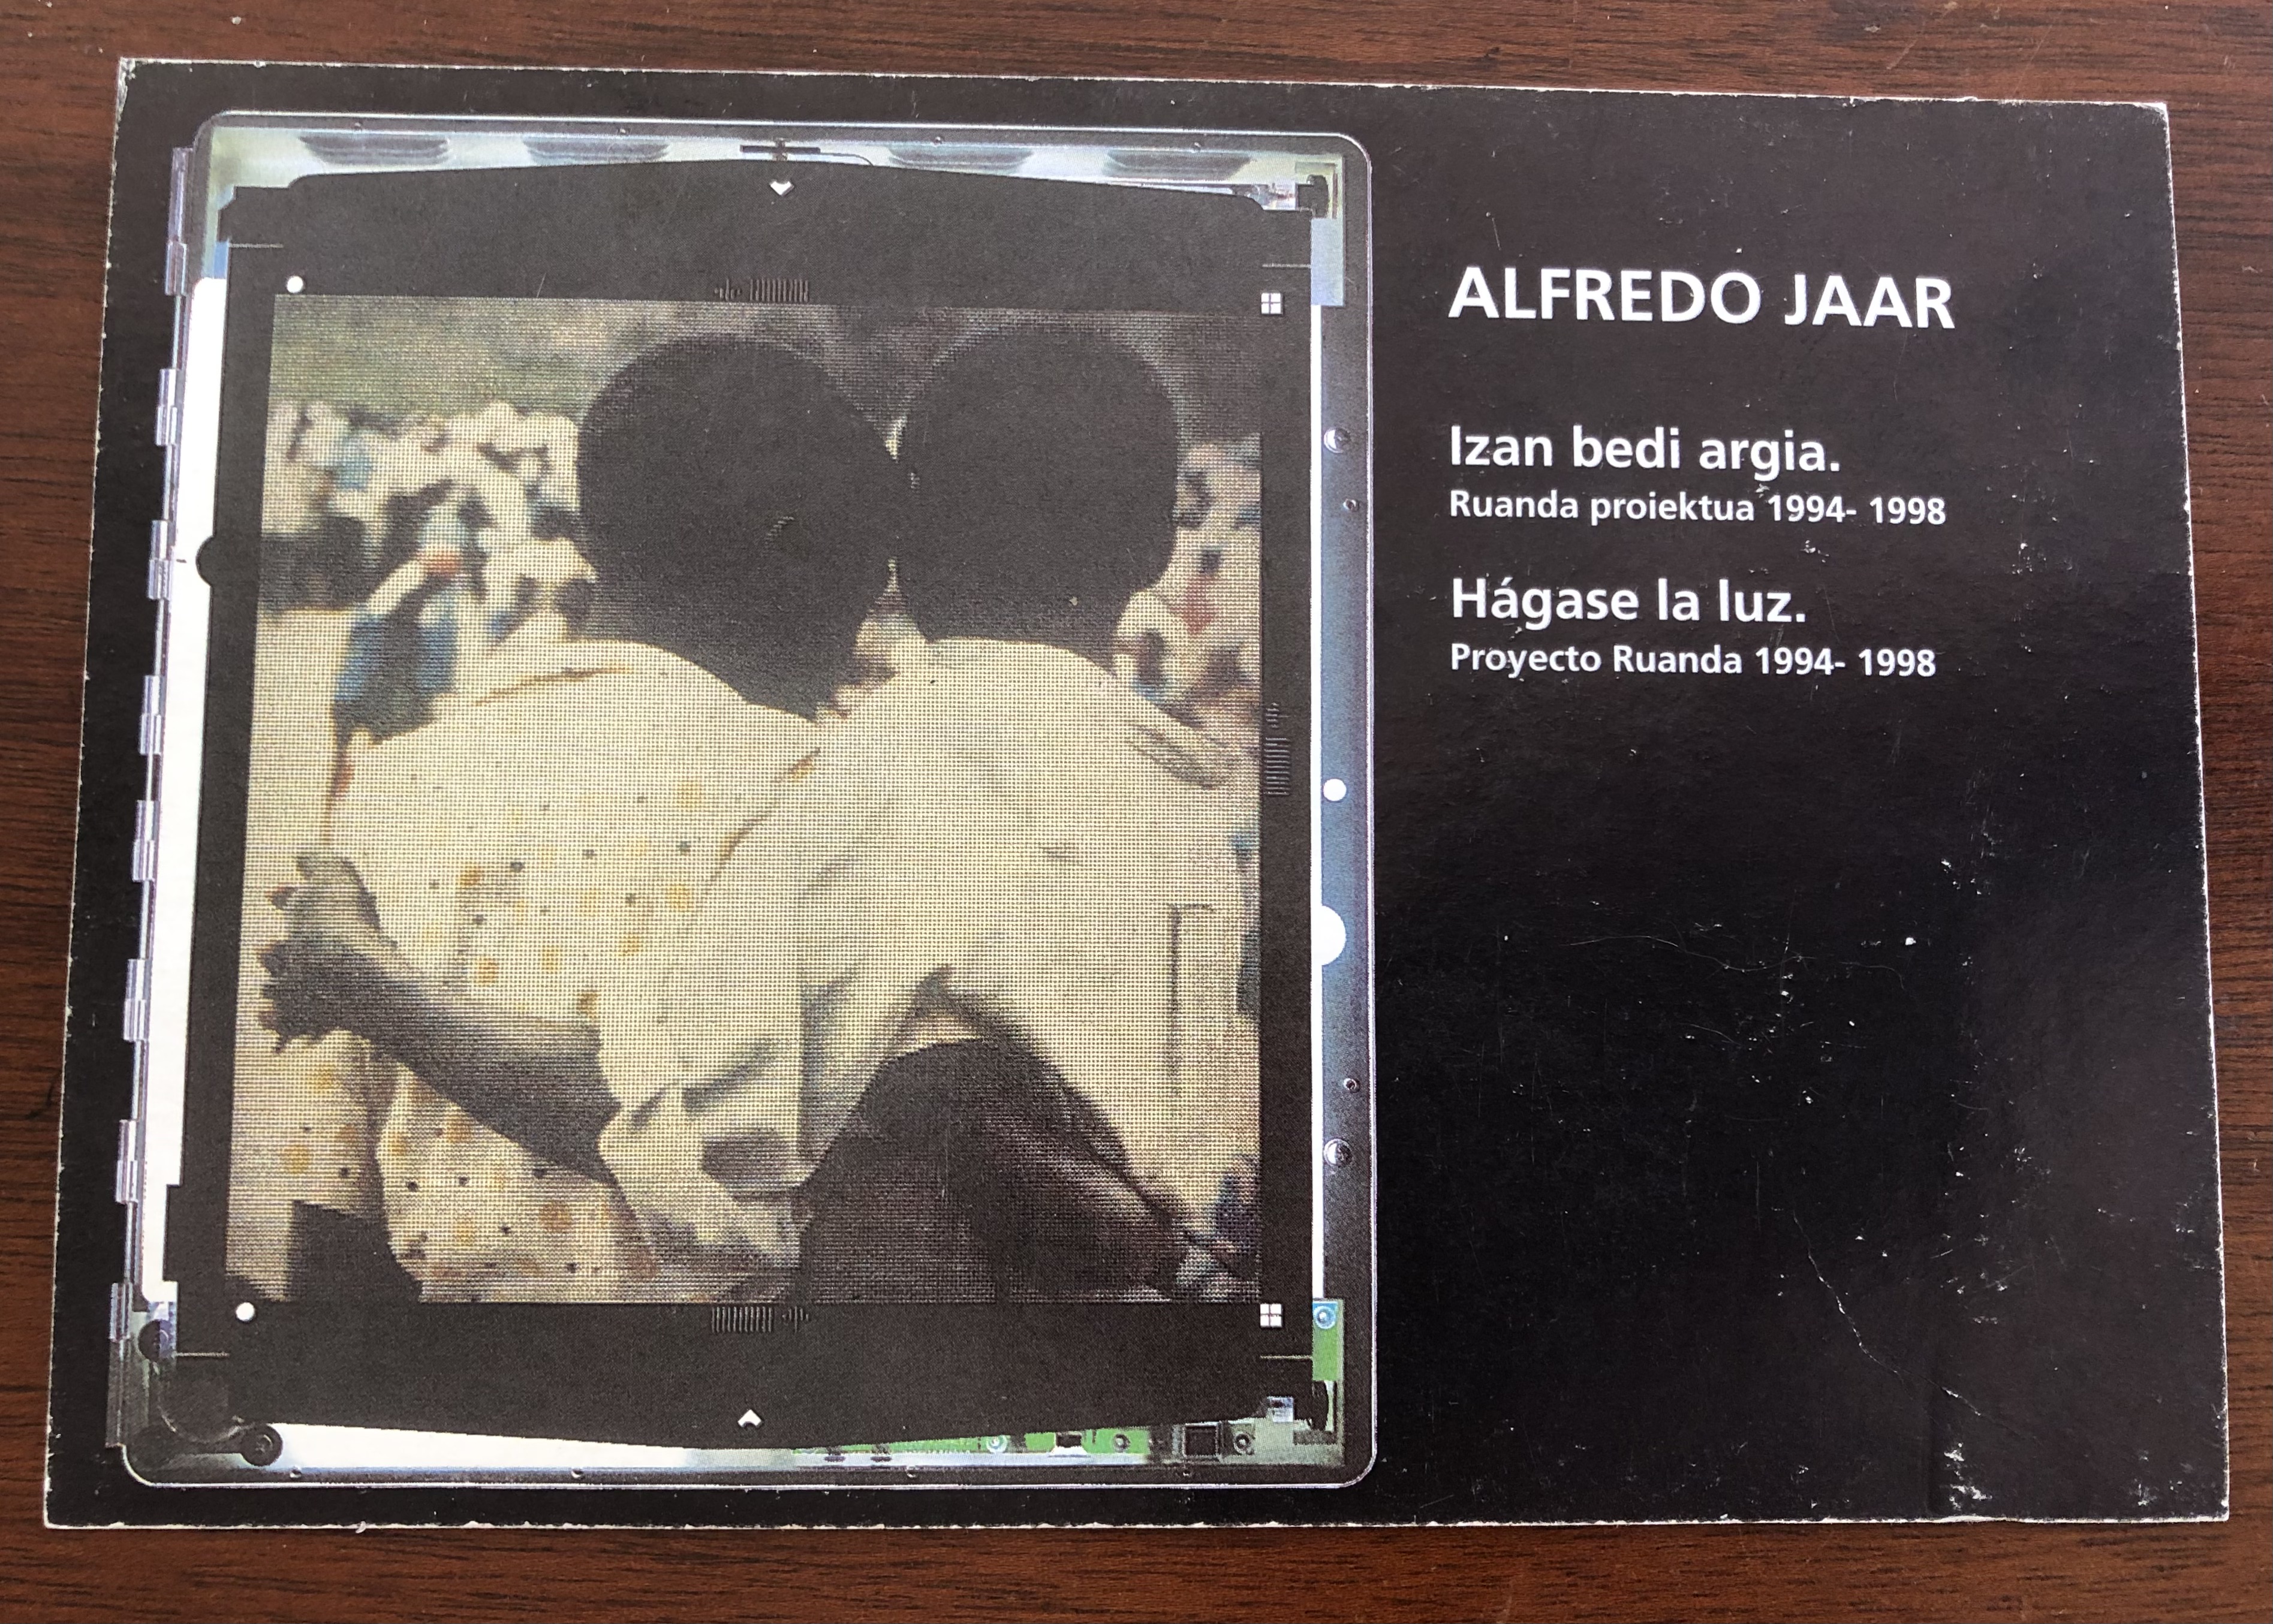 ALFREDO JAAR
Izan bedi argia.
Ruanda proiektua 1994- 1998
Hágase la luz.
Proyecto Ruanda 1994- 1998